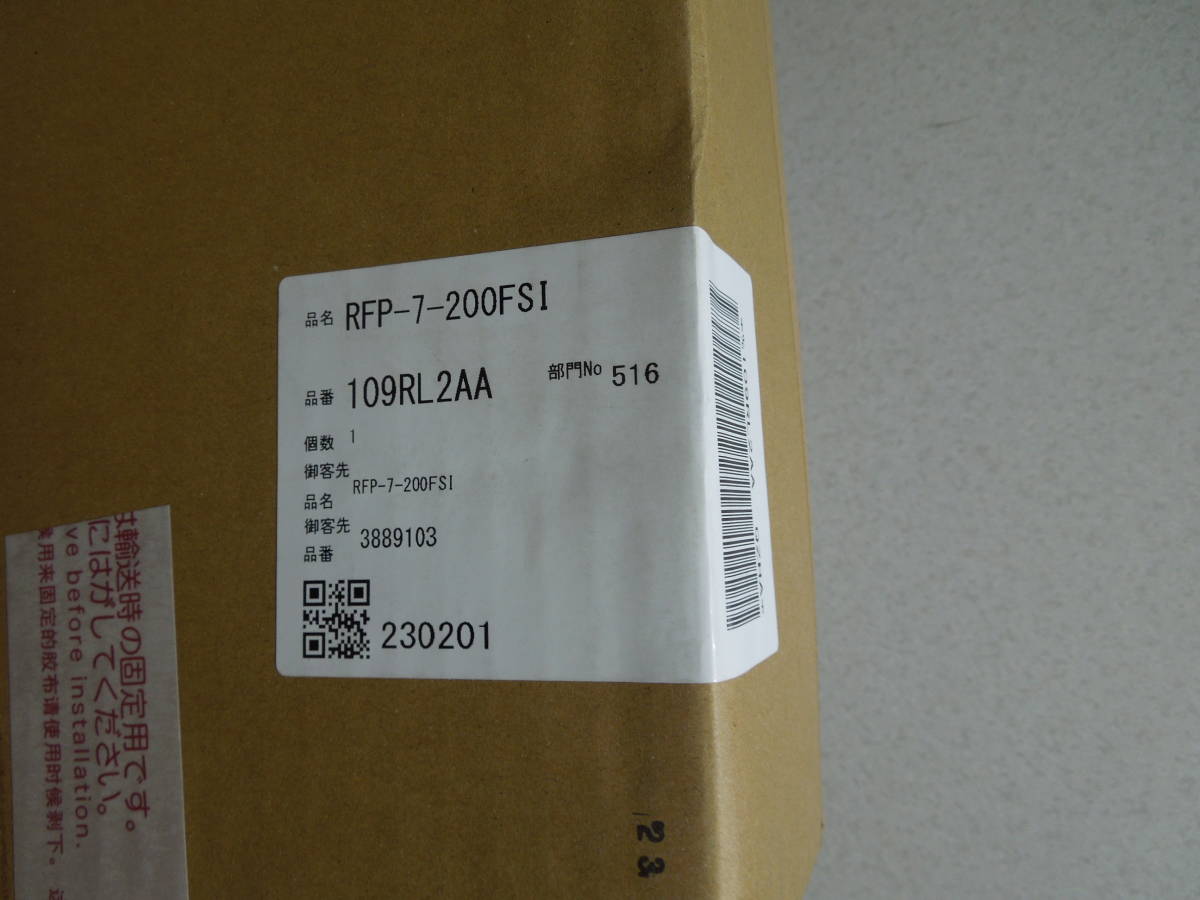 品名 RFP-7-200FSI
品番 109RL2AA 部門No 516
個数 1
御客先
品名 RFP-7-200FSI
御客先
品番 3889103
230201
は輸送時の固定用です。
にはがしてください。
ve before installation.
用来固定的胶布请使用时候剥下。
23